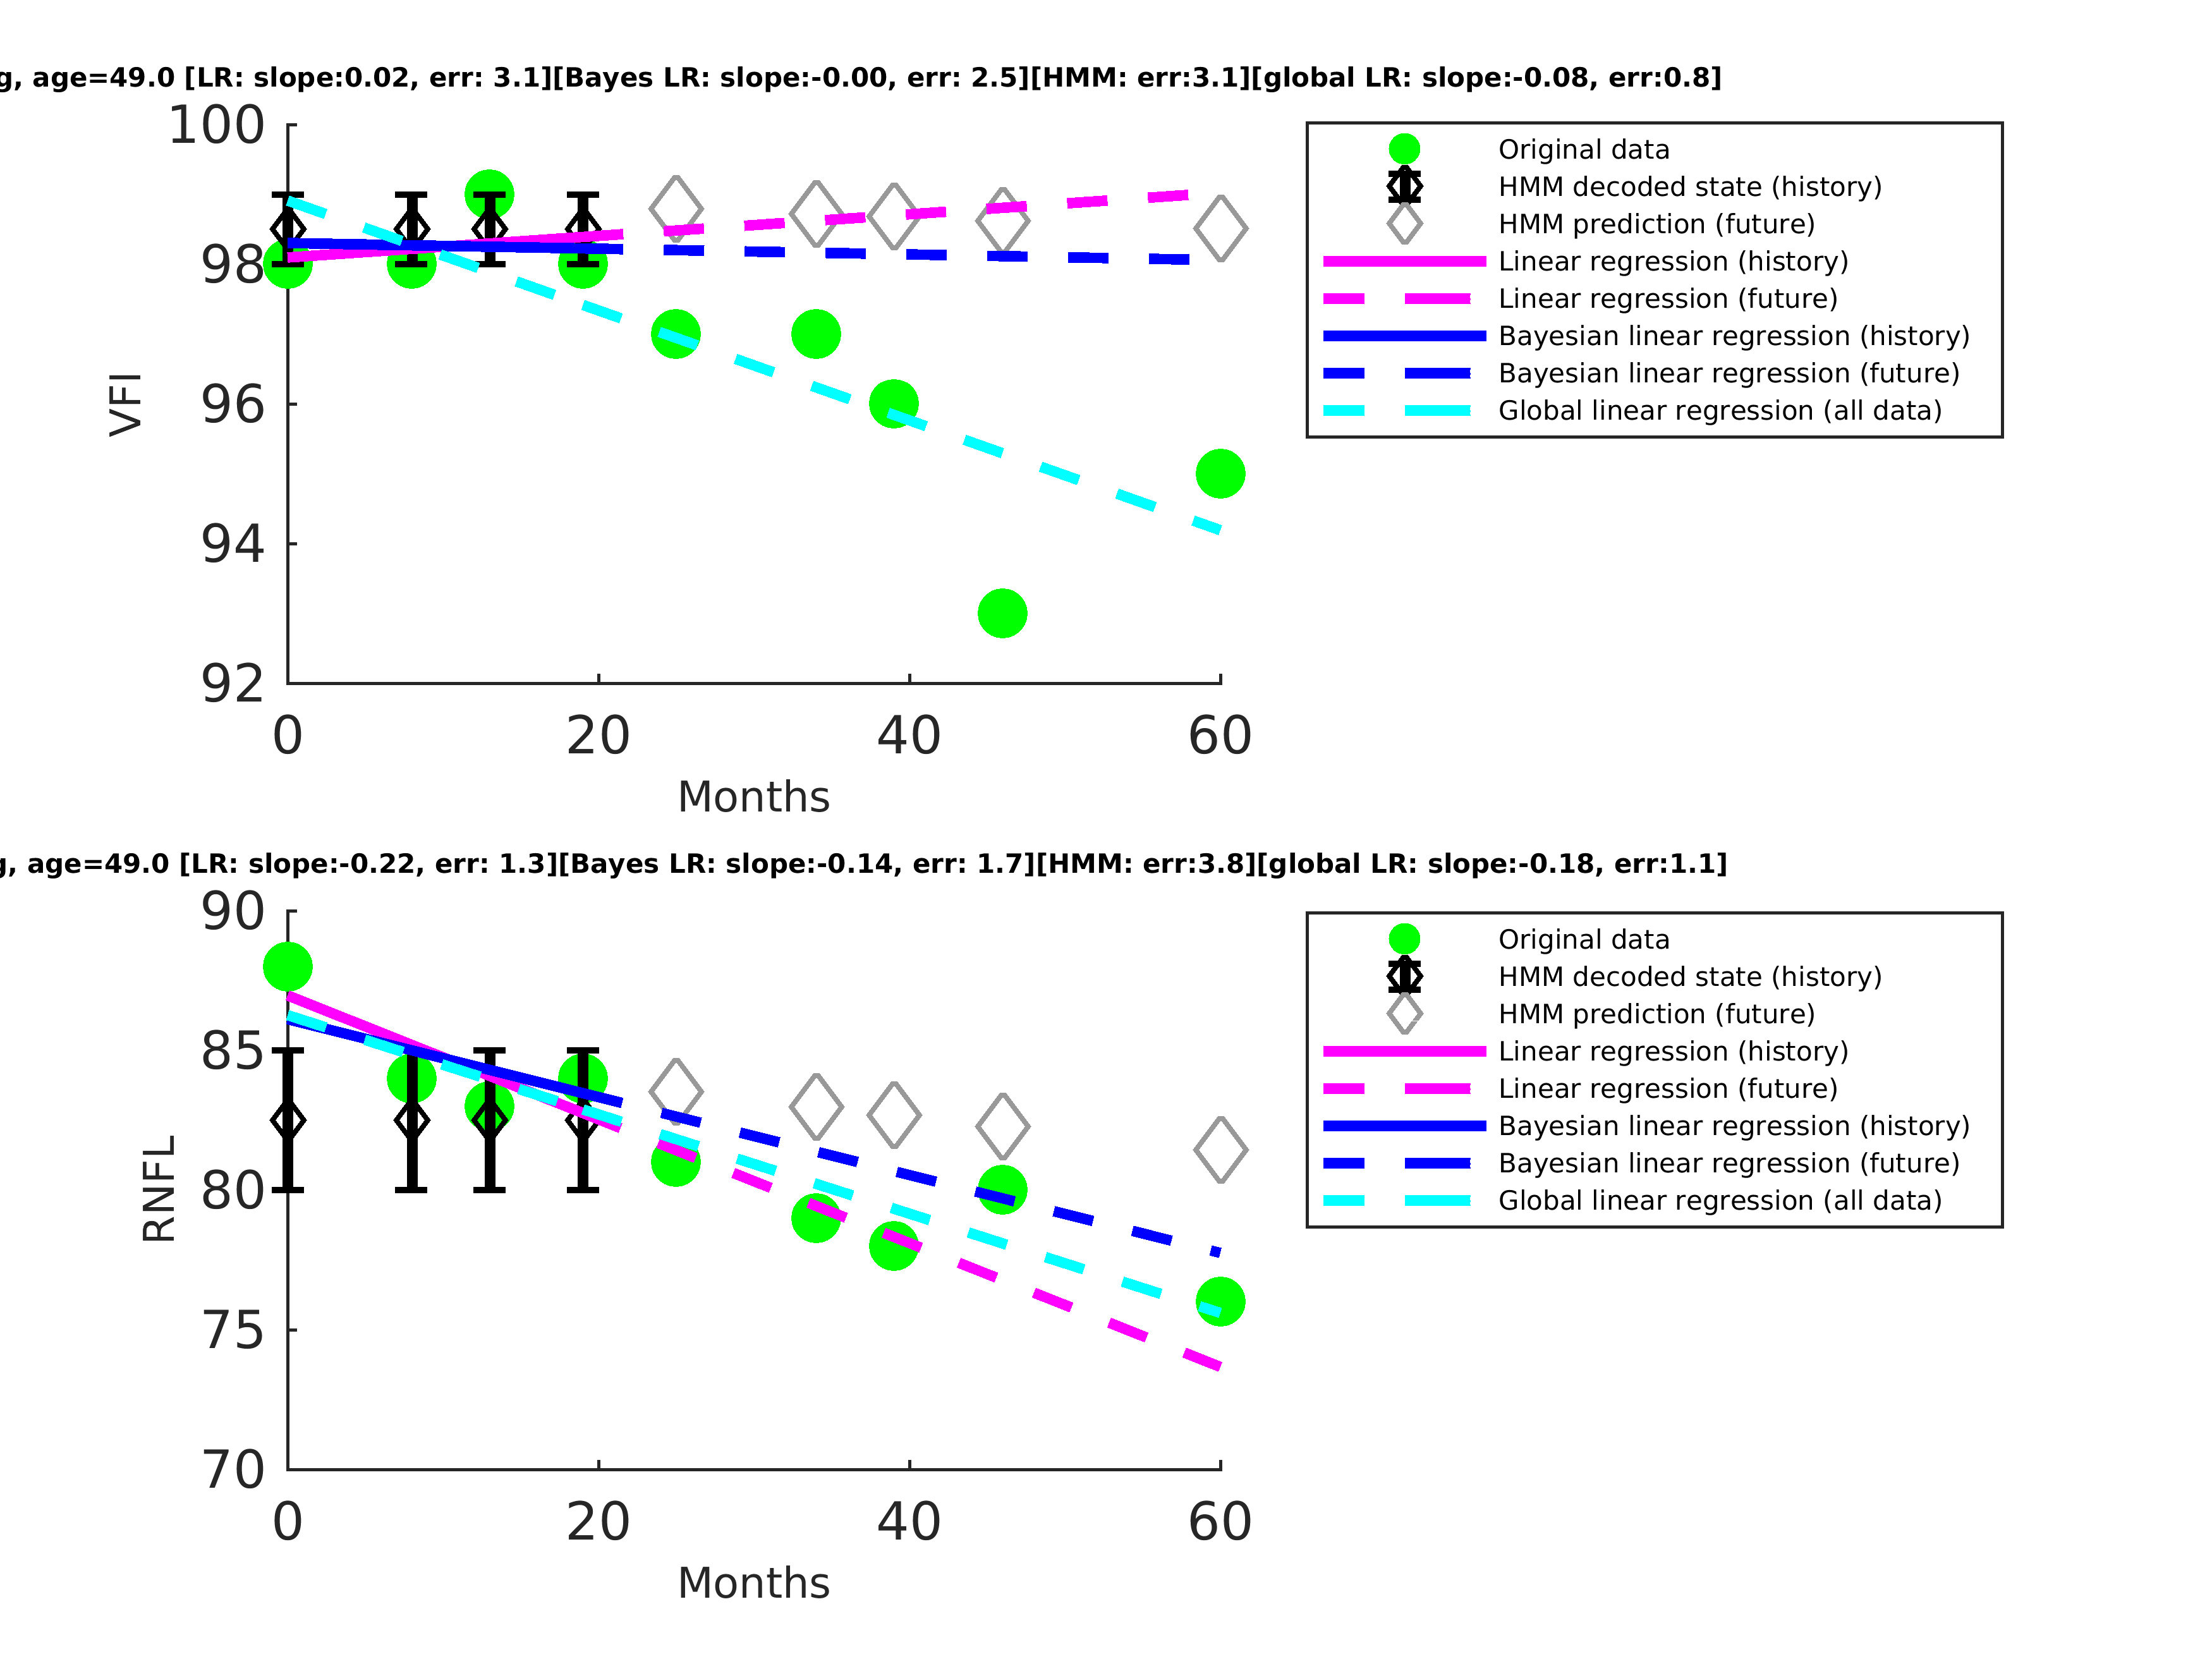 g, age=49.0 [LR: slope:0.02, err: 3.1][Bayes LR: slope:-0.00, err: 2.5][HMM: err:3.1][global LR: slope:-0.08, err:0.8]
100
98
96
94
92
VFI
0 20 40 60
Months
Original data
HMM decoded state (history)
HMM prediction (future)
Linear regression (history)
Linear regression (future)
Bayesian linear regression (history)
Bayesian linear regression (future)
Global linear regression (all data)
g, age=49.0 [LR: slope:-0.22, err: 1.3][Bayes LR: slope:-0.14, err: 1.7][HMM: err:3.8][global LR: slope:-0.18, err:1.1]
90
85
80
75
70
RNFL
0 20 40 60
Months
Original data
HMM decoded state (history)
HMM prediction (future)
Linear regression (history)
Linear regression (future)
Bayesian linear regression (history)
Bayesian linear regression (future)
Global linear regression (all data)